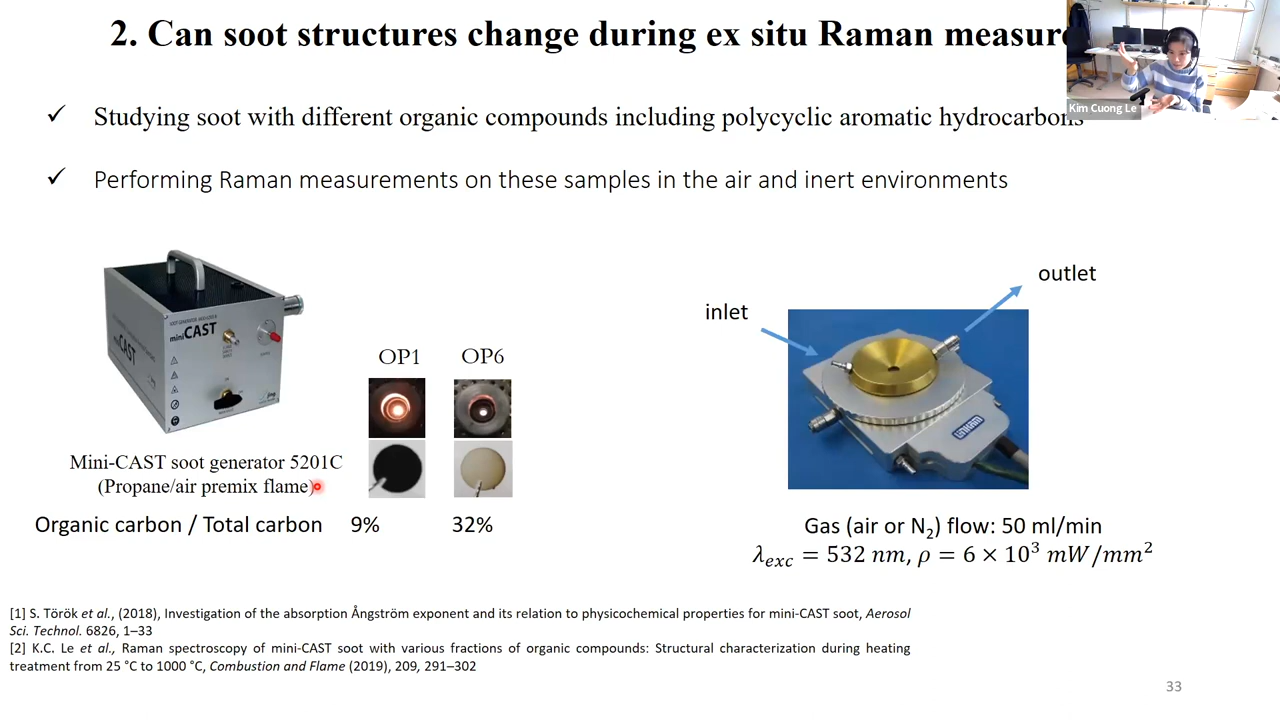 2. Can soot structures change during ex situ Raman measure
Kim Cuong Le
✓ Studying soot with different organic compounds including polycyclic aromatic hydrocarbons
✓ Performing Raman measurements on these samples in the air and inert environments
outlet
inlet
miniCAST
CAST
OP1 OP6
LINKAM
Mini-CAST soot generator 5201C
(Propane/air premix flame)
Organic carbon / Total carbon 9% 32%
Gas (air or N₂) flow: 50 ml/min
λₑₓ꜀ = 532 nm, ρ = 6 × 10³ mW/mm²
[1] S. Török et al., (2018), Investigation of the absorption Ångström exponent and its relation to physicochemical properties for mini-CAST soot, Aerosol
Sci. Technol. 6826, 1–33
[2] K.C. Le et al., Raman spectroscopy of mini-CAST soot with various fractions of organic compounds: Structural characterization during heating
treatment from 25 °C to 1000 °C, Combustion and Flame (2019), 209, 291–302
33